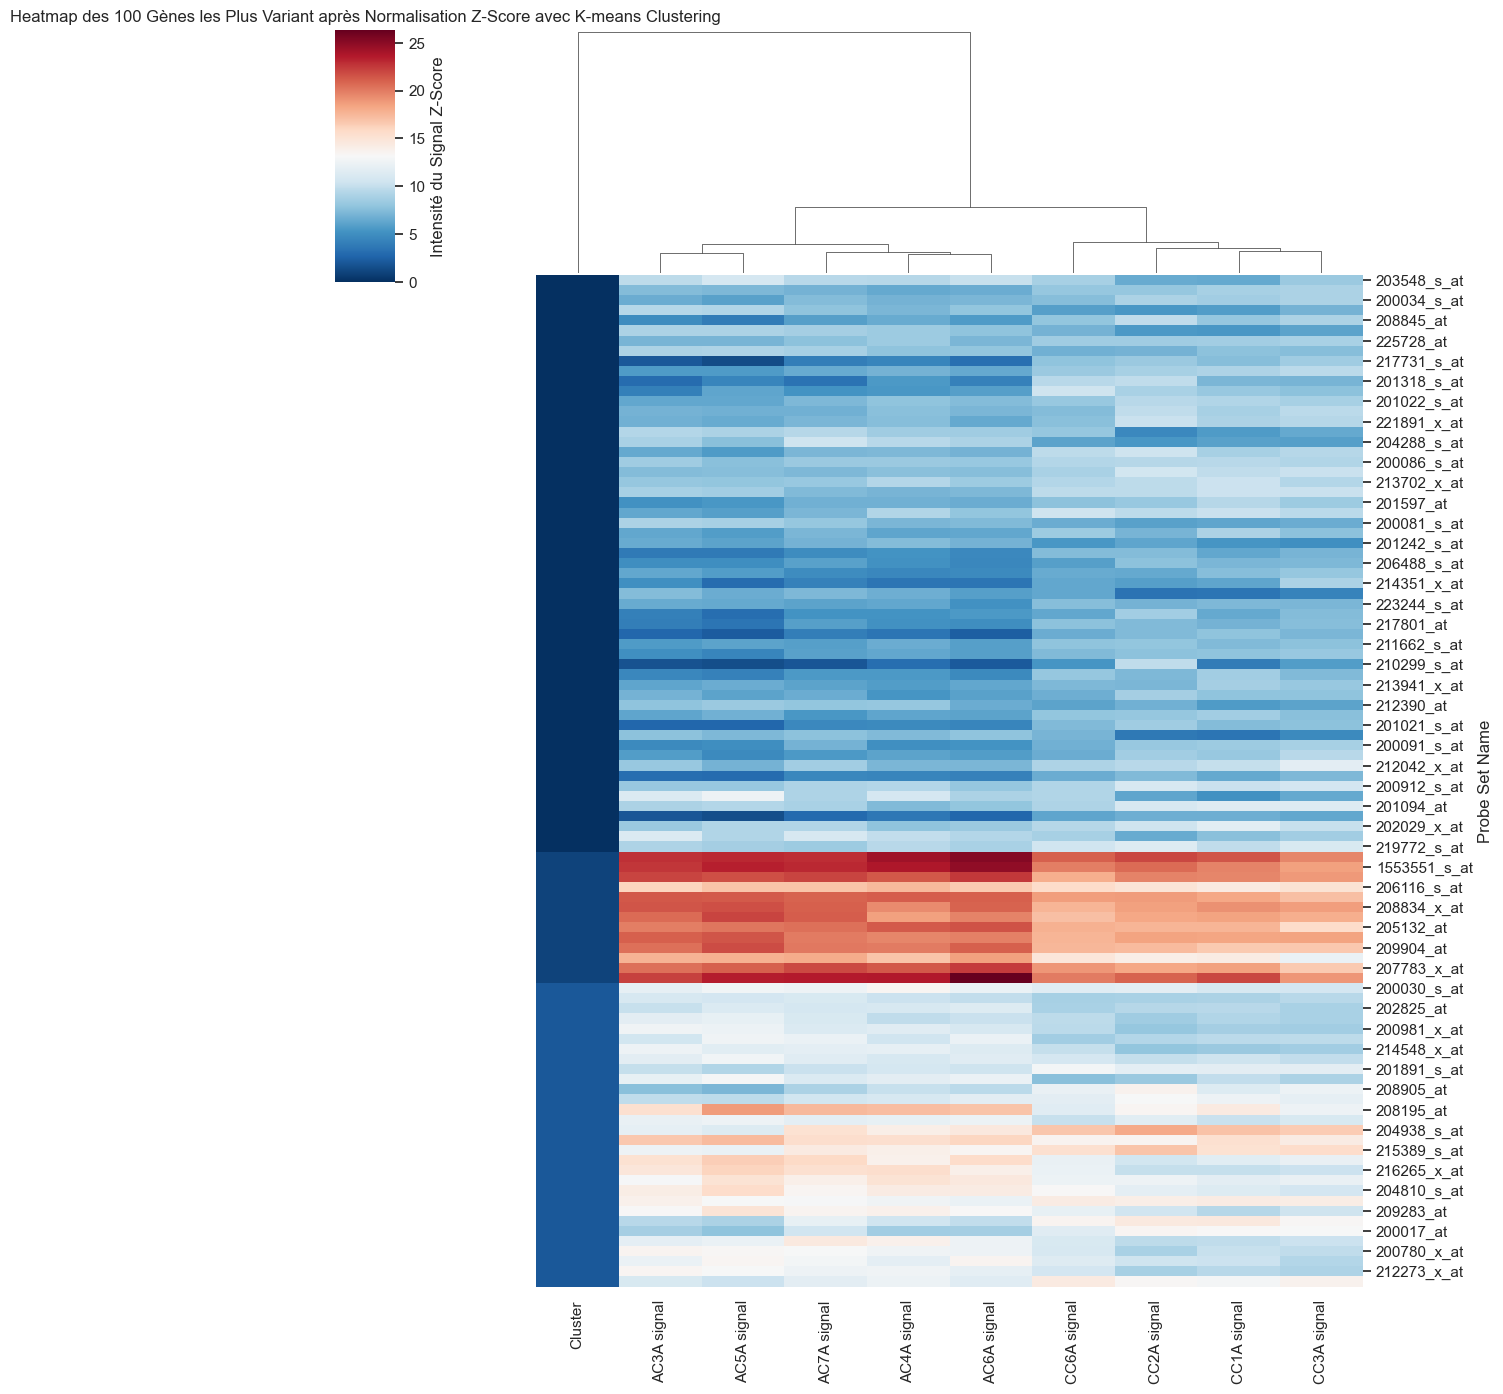 Heatmap des 100 Gènes les Plus Variant après Normalisation Z-Score avec K-means Clustering
25
20
15
10
5
0
Intensité du Signal Z-Score
203548_s_at
200034_s_at
208845_at
225728_at
217731_s_at
201318_s_at
201022_s_at
221891_x_at
204288_s_at
200086_s_at
213702_x_at
201597_at
200081_s_at
201242_s_at
206488_s_at
214351_x_at
223244_s_at
217801_at
211662_s_at
210299_s_at
213941_x_at
212390_at
201021_s_at
200091_s_at
212042_x_at
200912_s_at
201094_at
202029_x_at
219772_s_at
1553551_s_at
206116_s_at
208834_x_at
205132_at
209904_at
207783_x_at
200030_s_at
202825_at
200981_x_at
214548_x_at
201891_s_at
208905_at
208195_at
204938_s_at
215389_s_at
216265_x_at
204810_s_at
209283_at
200017_at
200780_x_at
212273_x_at
Probe Set Name
Cluster
AC3A signal
AC5A signal
AC7A signal
AC4A signal
AC6A signal
CC6A signal
CC2A signal
CC1A signal
CC3A signal